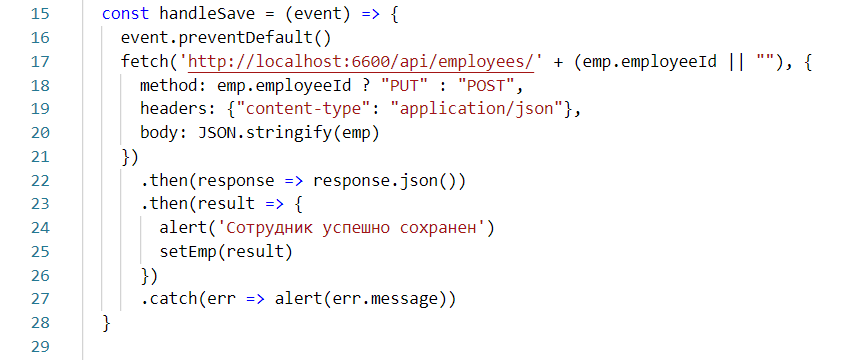 15 const handleSave = (event) => {
16 event.preventDefault()
17 fetch('http://localhost:6600/api/employees/' + (emp.employeeId || ""), {
18 method: emp.employeeId ? "PUT" : "POST",
19 headers: {"content-type": "application/json"},
20 body: JSON.stringify(emp)
21 })
22 .then(response => response.json())
23 .then(result => {
24 alert('Сотрудник успешно сохранен')
25 setEmp(result)
26 })
27 .catch(err => alert(err.message))
28 }
29